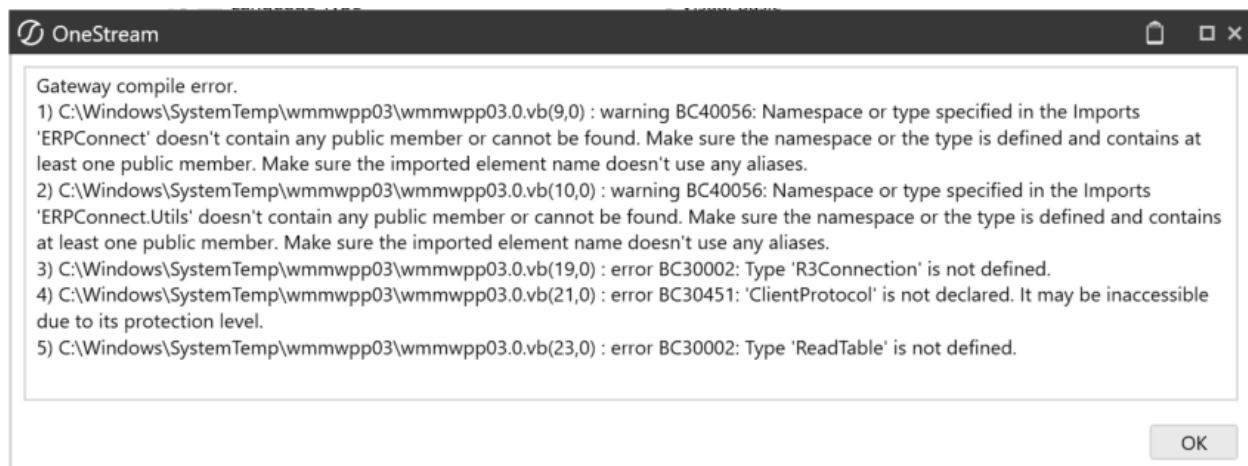 OneStream
Gateway compile error.
1) C:\Windows\SystemTemp\wmmwpp03\wmmwpp03.0.vb(9,0) : warning BC40056: Namespace or type specified in the Imports
'ERPConnect' doesn't contain any public member or cannot be found. Make sure the namespace or the type is defined and contains at
least one public member. Make sure the imported element name doesn't use any aliases.
2) C:\Windows\SystemTemp\wmmwpp03\wmmwpp03.0.vb(10,0) : warning BC40056: Namespace or type specified in the Imports
'ERPConnect.Utils' doesn't contain any public member or cannot be found. Make sure the namespace or the type is defined and contains
at least one public member. Make sure the imported element name doesn't use any aliases.
3) C:\Windows\SystemTemp\wmmwpp03\wmmwpp03.0.vb(19,0) : error BC30002: Type 'R3Connection' is not defined.
4) C:\Windows\SystemTemp\wmmwpp03\wmmwpp03.0.vb(21,0) : error BC30451: 'ClientProtocol' is not declared. It may be inaccessible
due to its protection level.
5) C:\Windows\SystemTemp\wmmwpp03\wmmwpp03.0.vb(23,0) : error BC30002: Type 'ReadTable' is not defined.
OK